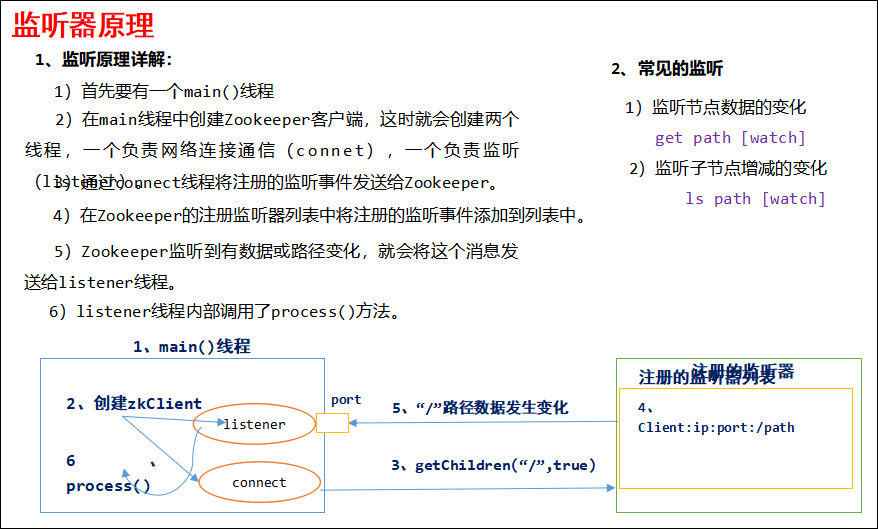 监听器原理
1、监听原理详解：
1）首先要有一个main()线程
2）在main线程中创建Zookeeper客户端，这时就会创建两个
线程，一个负责网络连接通信（connet），一个负责监听
（listener）。
3）通过connect线程将注册的监听事件发送给Zookeeper。
4）在Zookeeper的注册监听器列表中将注册的监听事件添加到列表中。
5）Zookeeper监听到有数据或路径变化，就会将这个消息发
送给listener线程。
6）listener线程内部调用了process()方法。
2、常见的监听
1）监听节点数据的变化
get path [watch]
2）监听子节点增减的变化
ls path [watch]
1、main()线程
2、创建zkClient
listener
port
6、
process()
connect
5、“/”路径数据发生变化
3、getChildren(“/”,true)
注册的监听器
注册的监听器列表
4、
Client:ip:port:/path